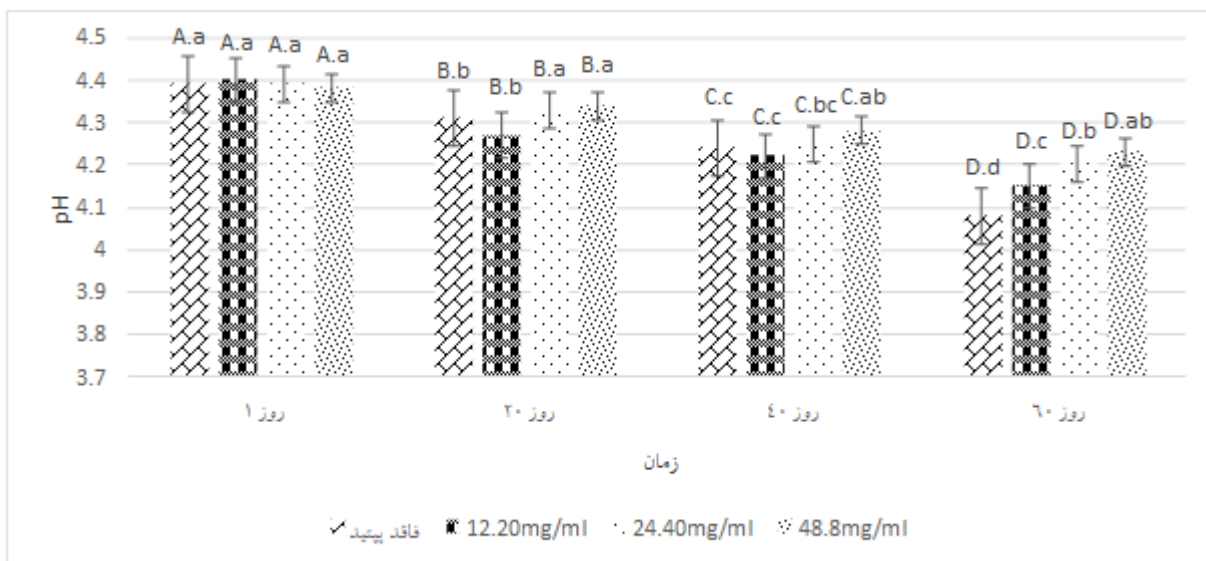 4.5
4.4
4.3
4.2
4.1
4
3.9
3.8
3.7
pH
A.a A.a A.a A.a
B.b B.b B.a B.a
C.c C.c C.bc C.ab
D.d D.c D.b D.ab
روز ۱ روز ۲۰ روز ٤۰ روز ٦۰
زمان
فاقد پپتید 12.20mg/ml 24.40mg/ml 48.8mg/ml